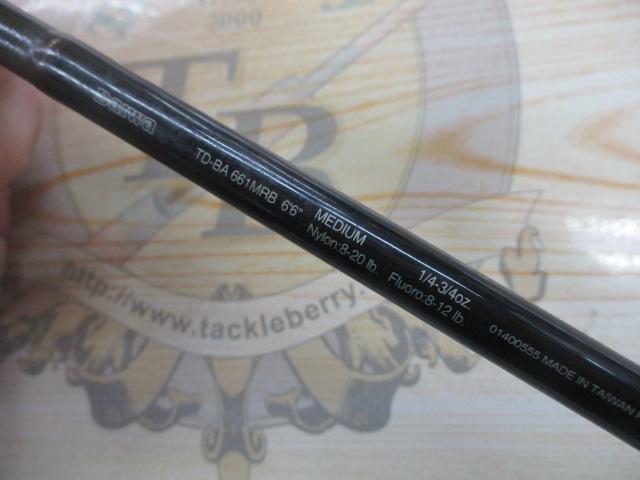 2000
TB
Daiwa
TD-BA 661MRB 6'6" MEDIUM 1/4-3/4oz.
Nylon:8-20 lb. Fluoro:8-12 lb.
01400555 MADE IN TAIWAN
http://www.tackleberry.